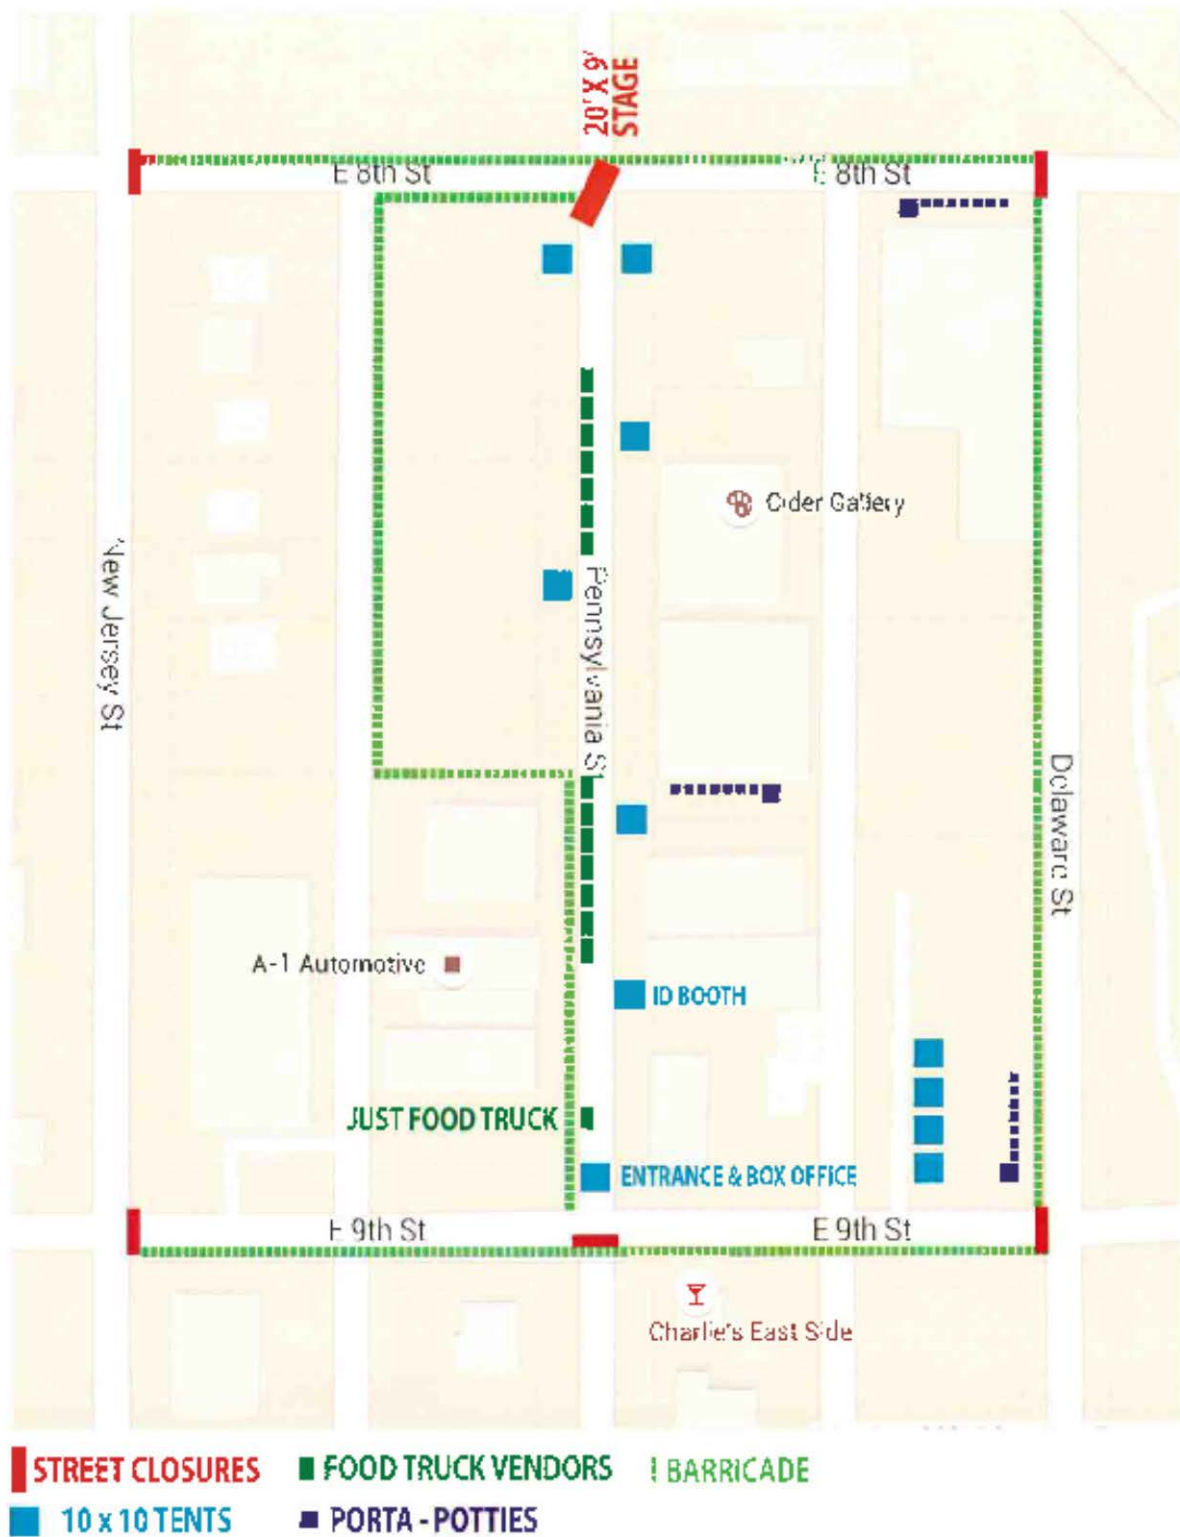 20' X 9'
STAGE
E 8th St
E 8th St
Cider Gallery
New Jersey St
Pennsylvania St
Delaware St
A-1 Automotive
ID BOOTH
JUST FOOD TRUCK
ENTRANCE & BOX OFFICE
E 9th St
E 9th St
Charlie's East Side
STREET CLOSURES
FOOD TRUCK VENDORS
BARRICADE
10 x 10 TENTS
PORTA - POTTIES